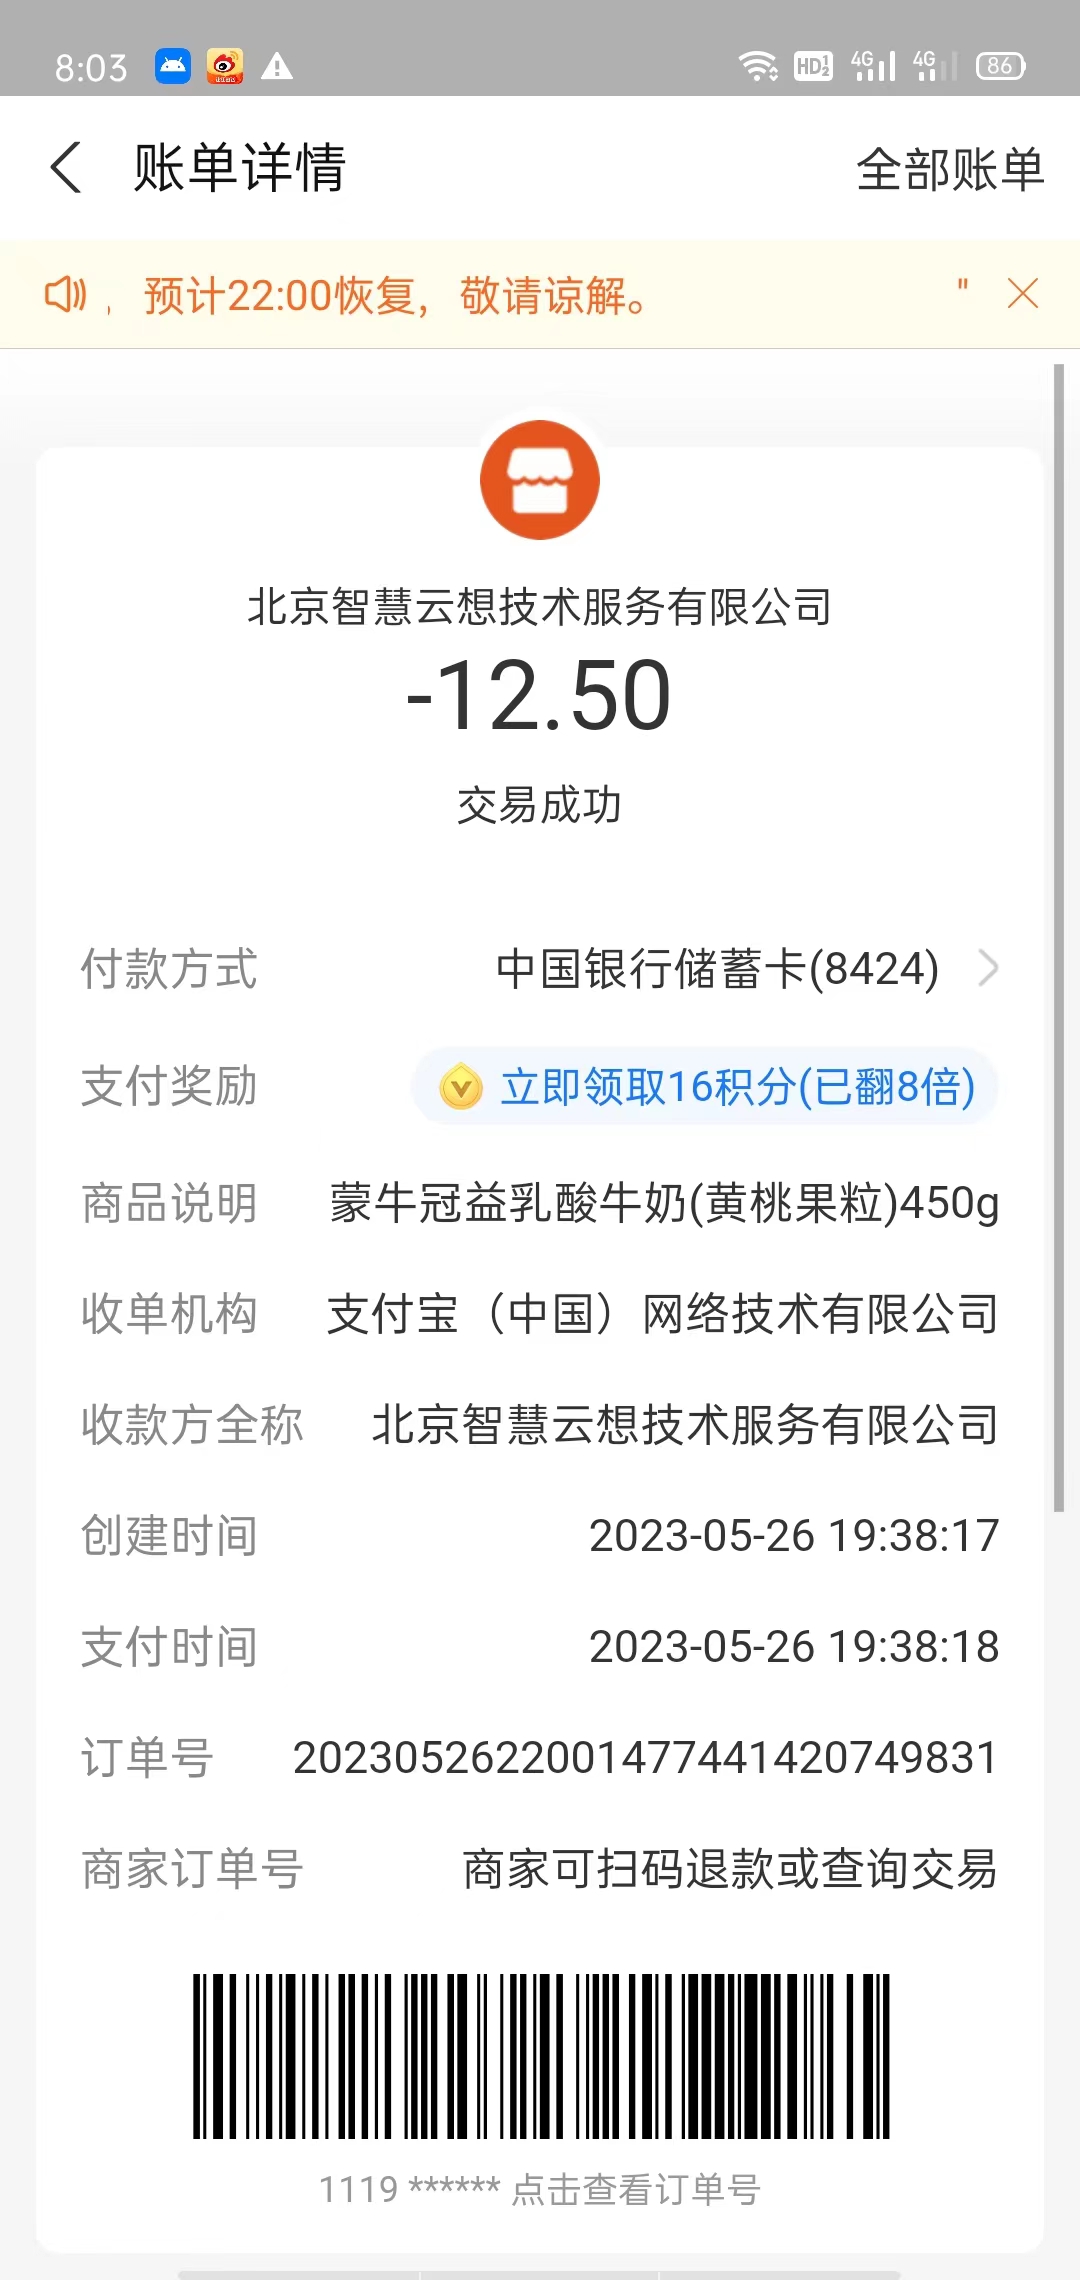 8:03
HD 1 2 4G 4G 86
账单详情 全部账单
，预计22:00恢复，敬请谅解。 "
北京智慧云想技术服务有限公司
-12.50
交易成功
付款方式 中国银行储蓄卡(8424)
支付奖励 立即领取16积分(已翻8倍)
商品说明 蒙牛冠益乳酸牛奶(黄桃果粒)450g
收单机构 支付宝（中国）网络技术有限公司
收款方全称 北京智慧云想技术服务有限公司
创建时间 2023-05-26 19:38:17
支付时间 2023-05-26 19:38:18
订单号 2023052622001477441420749831
商家订单号 商家可扫码退款或查询交易
1119 ****** 点击查看订单号